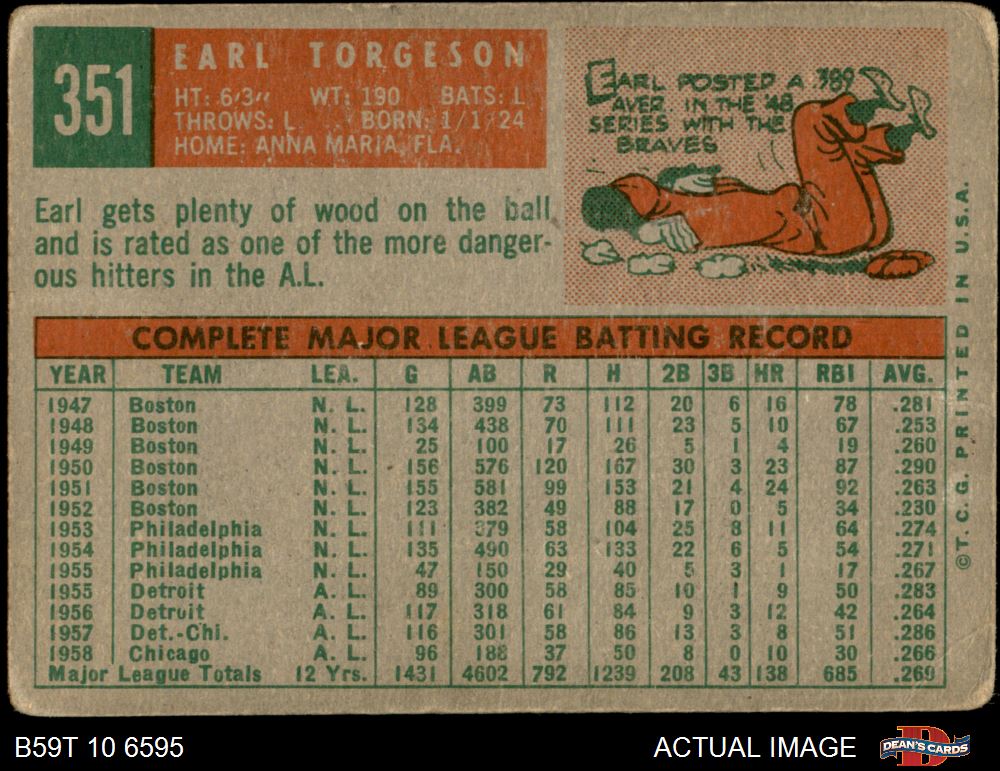 351
EARL TORGESON
HT: 6'3" WT: 190 BATS: L
THROWS: L BORN: 1/1/24
HOME: ANNA MARIA, FLA.
EARL POSTED A .389
AVER. IN THE '48
SERIES WITH THE
BRAVES
Earl gets plenty of wood on the ball
and is rated as one of the more danger-
ous hitters in the A.L.
COMPLETE MAJOR LEAGUE BATTING RECORD
YEAR TEAM LEA. G AB R H 2B 3B HR RBI AVG.
1947 Boston N. L. 128 399 73 112 20 6 16 78 .281
1948 Boston N. L. 134 438 70 111 23 5 10 67 .253
1949 Boston N. L. 25 100 17 26 5 1 4 19 .260
1950 Boston N. L. 156 576 120 167 30 3 23 87 .290
1951 Boston N. L. 155 581 99 153 21 4 24 92 .263
1952 Boston N. L. 123 382 49 88 17 0 5 34 .230
1953 Philadelphia N. L. 111 379 58 104 25 8 11 64 .274
1954 Philadelphia N. L. 135 490 63 133 22 6 5 54 .271
1955 Philadelphia N. L. 47 150 29 40 5 3 1 17 .267
1955 Detroit A. L. 89 300 58 85 10 1 9 50 .283
1956 Detroit A. L. 117 318 61 84 9 3 12 42 .264
1957 Det.-Chi. A. L. 116 301 58 86 13 3 8 51 .286
1958 Chicago A. L. 96 188 37 50 8 0 10 30 .266
Major League Totals 12 Yrs. 1431 4602 792 1239 208 43 138 685 .269
©T. C. G. PRINTED IN U.S.A.
B59T 10 6595
ACTUAL IMAGE
DEAN'S CARDS